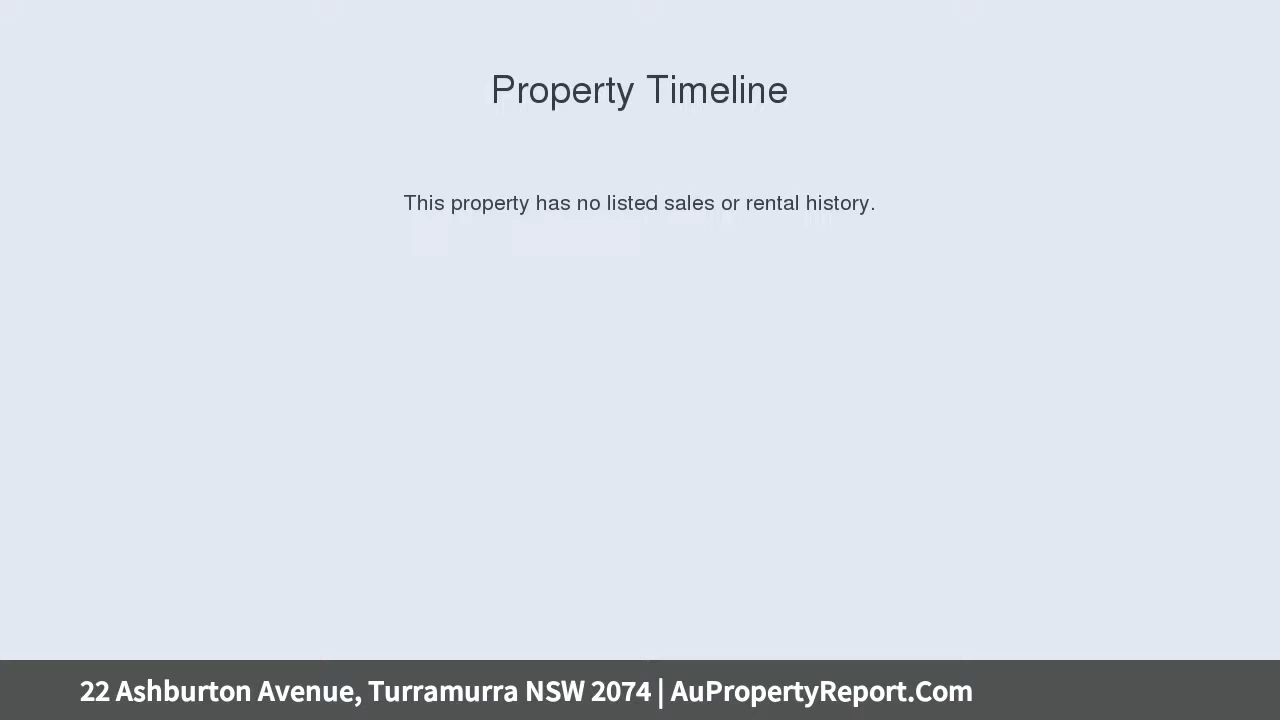 Property Timeline
This property has no listed sales or rental history.
22 Ashburton Avenue, Turramurra NSW 2074 | AuPropertyReport.Com